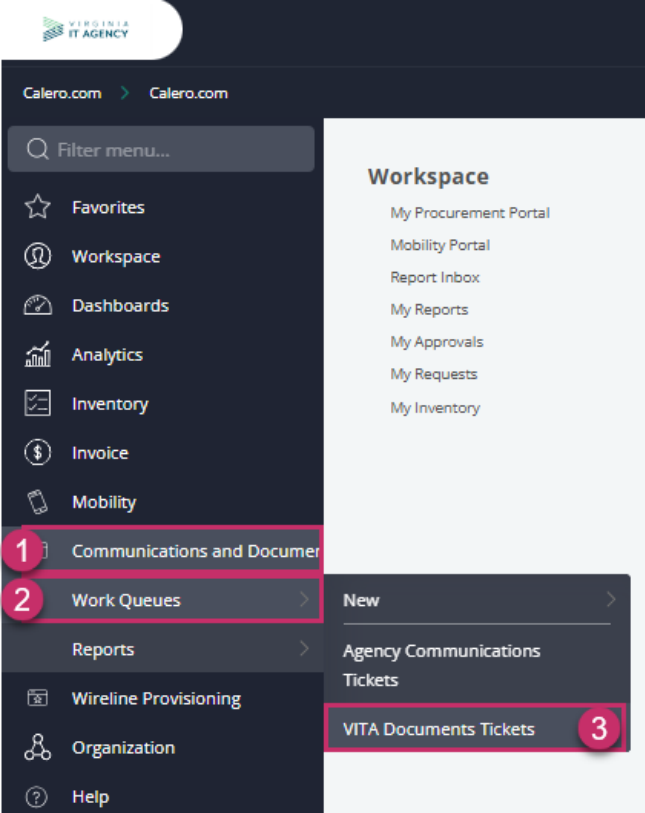 VIRGINIA
IT AGENCY
Calero.com > Calero.com
Filter menu...
Favorites
Workspace
Dashboards
Analytics
Inventory
Invoice
Mobility
1 Communications and Documen
2 Work Queues
Reports
Wireline Provisioning
Organization
Help
Workspace
My Procurement Portal
Mobility Portal
Report Inbox
My Reports
My Approvals
My Requests
My Inventory
New
Agency Communications
Tickets
VITA Documents Tickets 3